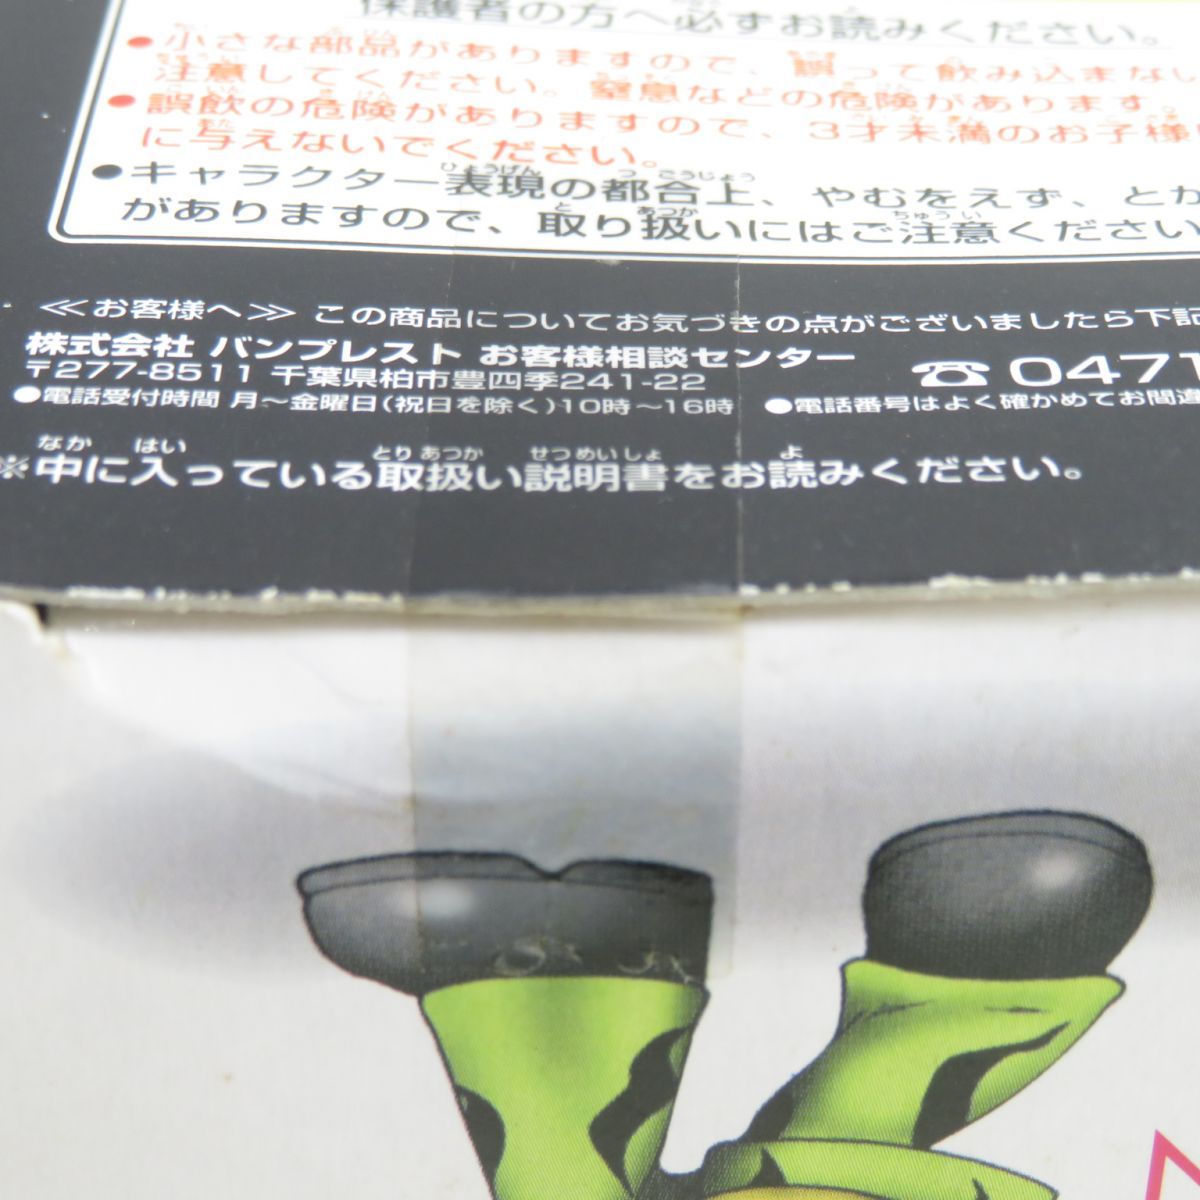 保護者の方へ必ずお読みください。
●小さな部品がありますので、誤って飲み込まない
注意してください。窒息などの危険があります。
●誤飲の危険がありますので、3才未満のお子様
に与えないでください。
●キャラクター表現の都合上、やむをえず、とが
がありますので、取り扱いにはご注意ください
≪お客様へ≫ この商品についてお気づきの点がございましたら下記
株式会社 バンプレスト お客様相談センター
〒277-8511 千葉県柏市豊四季241-22 ☎0471
●電話受付時間 月～金曜日(祝日を除く)10時～16時 ●電話番号はよく確かめてお間違
※中に入っている取扱い説明書をお読みください。